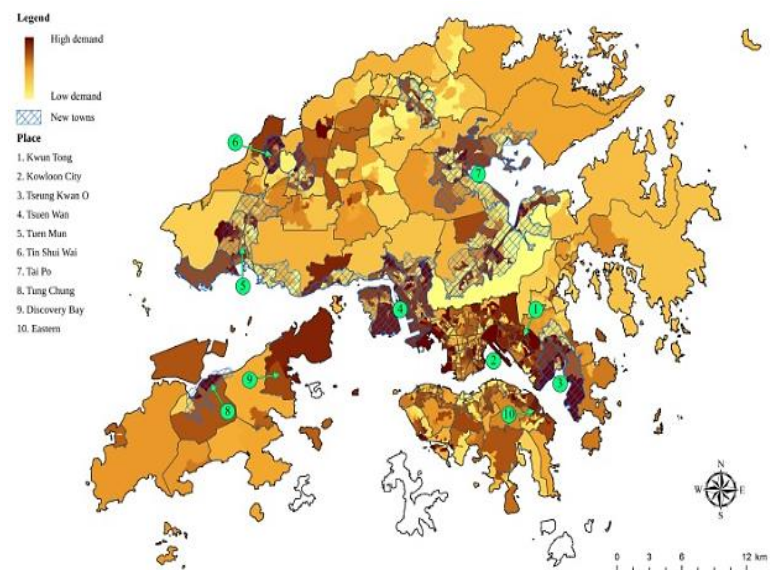 Legend
High demand
Low demand
New towns
Place
1. Kwun Tong
2. Kowloon City
3. Tseung Kwan O
4. Tsuen Wan
5. Tuen Mun
6. Tin Shui Wai
7. Tai Po
8. Tung Chung
9. Discovery Bay
10. Eastern
6
7
5
4
1
2
3
9
8
10
N
W E
S
0 3 6 12 km